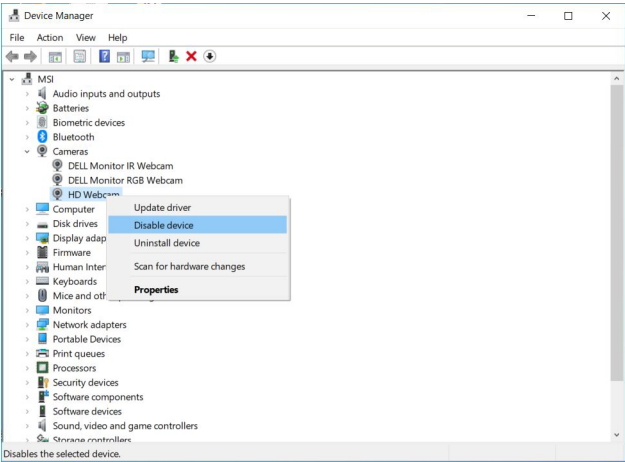 Device Manager
File Action View Help
MSI
Audio inputs and outputs
Batteries
Biometric devices
Bluetooth
Cameras
DELL Monitor IR Webcam
DELL Monitor RGB Webcam
HD Webcam
Update driver
Disable device
Uninstall device
Scan for hardware changes
Properties
Computer
Disk drives
Display adap
Firmware
Human Inter
Keyboards
Mice and oth
Monitors
Network adapters
Portable Devices
Print queues
Processors
Security devices
Software components
Software devices
Sound, video and game controllers
Storage controllers
Disables the selected device.